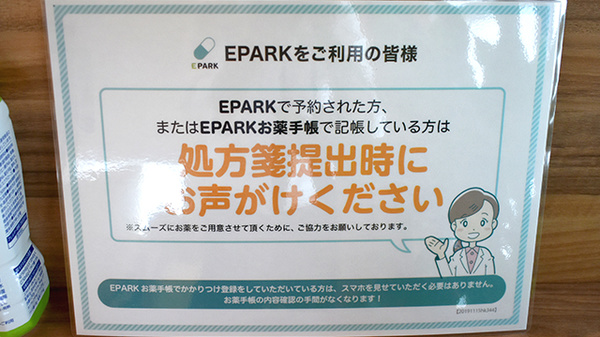 EPARK
EPARKをご利用の皆様
EPARKで予約された方、
またはEPARKお薬手帳で記帳している方は
処方箋提出時に
お声がけください
※スムーズにお薬をご用意させて頂くために、ご協力をお願いしております。
EPARK お薬手帳でかかりつけ登録をしていただいている方は、スマホを見せていただく必要はありません。
お薬手帳の内容確認の手間がなくなります！